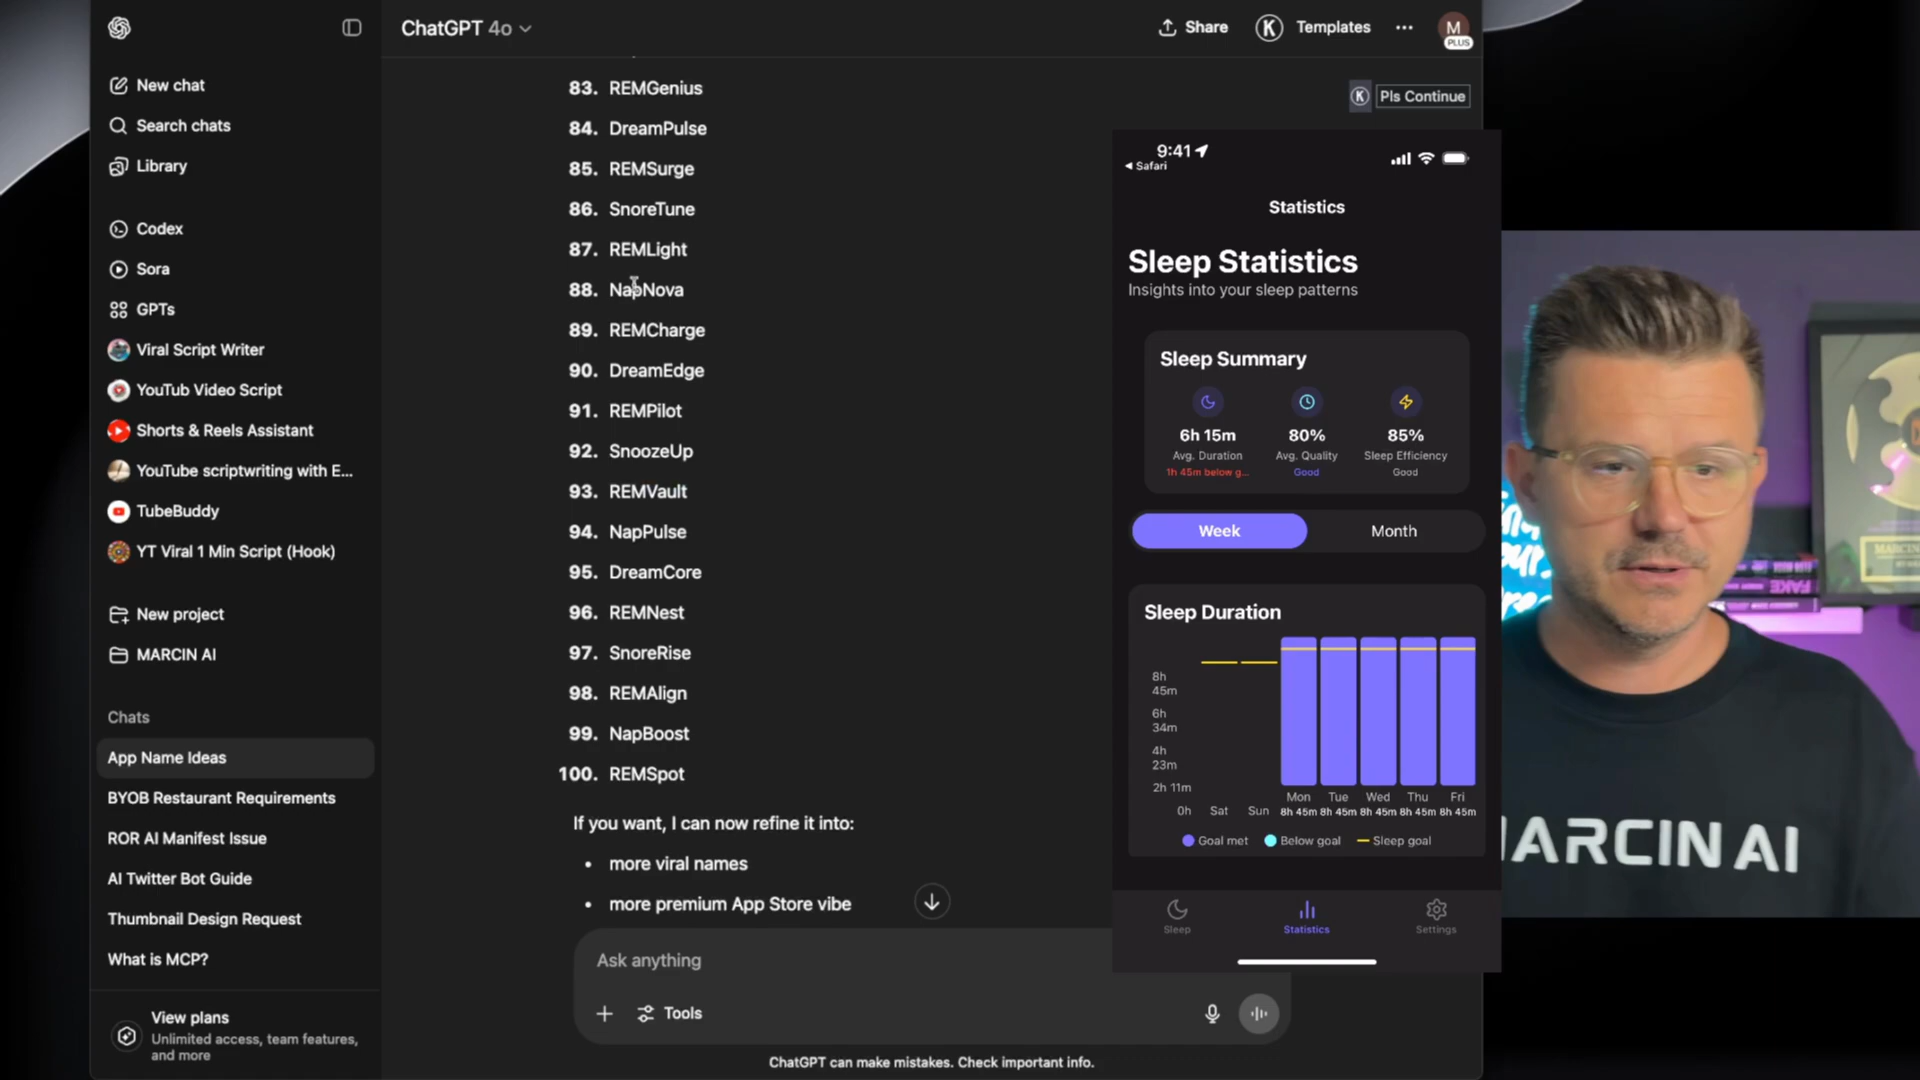 ChatGPT 4o
Share
Templates
M
PLUS
New chat
Search chats
Library
Codex
Sora
GPTs
Viral Script Writer
YouTub Video Script
Shorts & Reels Assistant
YouTube scriptwriting with E...
TubeBuddy
YT Viral 1 Min Script (Hook)
New project
MARCIN AI
Chats
App Name Ideas
BYOB Restaurant Requirements
ROR AI Manifest Issue
AI Twitter Bot Guide
Thumbnail Design Request
What is MCP?
View plans
Unlimited access, team features,
and more
83. REMGenius
84. DreamPulse
85. REMSurge
86. SnoreTune
87. REMLight
88. NapNova
89. REMCharge
90. DreamEdge
91. REMPilot
92. SnoozeUp
93. REMVault
94. NapPulse
95. DreamCore
96. REMNest
97. SnoreRise
98. REMAlign
99. NapBoost
100. REMSpot
If you want, I can now refine it into:
• more viral names
• more premium App Store vibe
Ask anything
Tools
ChatGPT can make mistakes. Check important info.
K Pls Continue
9:41
Safari
Statistics
Sleep Statistics
Insights into your sleep patterns
Sleep Summary
6h 15m 80% 85%
Avg. Duration Avg. Quality Sleep Efficiency
1h 45m below g... Good Good
Week Month
Sleep Duration
8h
45m
6h
34m
4h
23m
2h 11m
0h
Sat Sun Mon Tue Wed Thu Fri
8h 45m 8h 45m 8h 45m 8h 45m 8h 45m
Goal met Below goal Sleep goal
Sleep Statistics Settings
MARCIN
FAKE
ARCIN AI